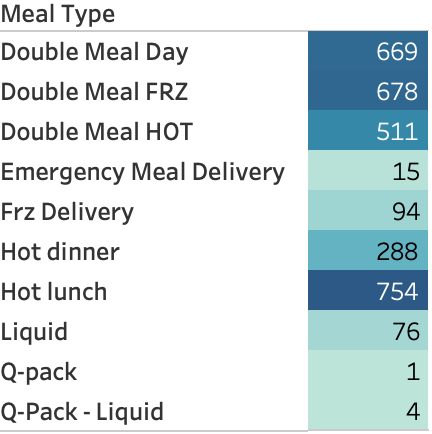 Meal Type
Double Meal Day 669
Double Meal FRZ 678
Double Meal HOT 511
Emergency Meal Delivery 15
Frz Delivery 94
Hot dinner 288
Hot lunch 754
Liquid 76
Q-pack 1
Q-Pack - Liquid 4